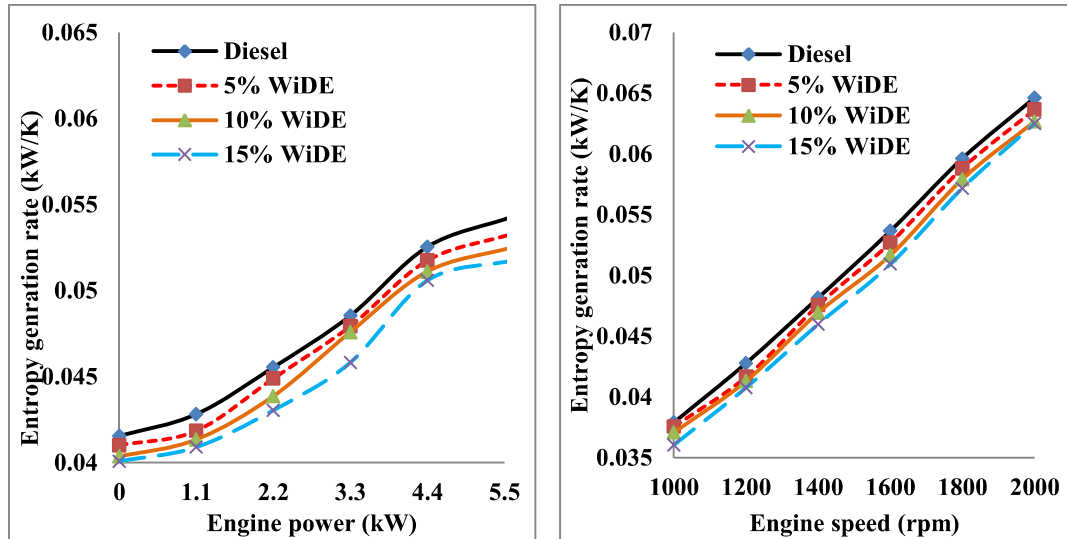 0.065
0.06
0.055
0.05
0.045
0.04
Entropy genration rate (kW/K)
Diesel
5% WiDE
10% WiDE
15% WiDE
0 1.1 2.2 3.3 4.4 5.5
Engine power (kW)
0.07
0.065
0.06
0.055
0.05
0.045
0.04
0.035
Entropy genration rate (kW/K)
Diesel
5% WiDE
10% WiDE
15% WiDE
1000 1200 1400 1600 1800 2000
Engine speed (rpm)